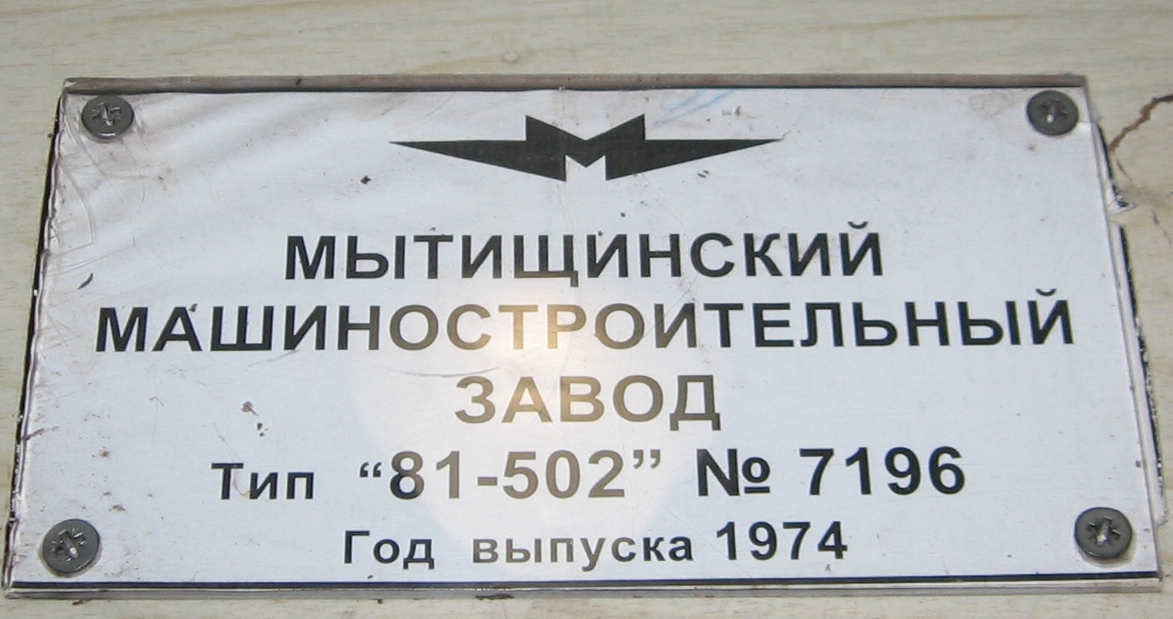 МЫТИЩИНСКИЙ
МАШИНОСТРОИТЕЛЬНЫЙ
ЗАВОД
Тип “81-502” № 7196
Год выпуска 1974